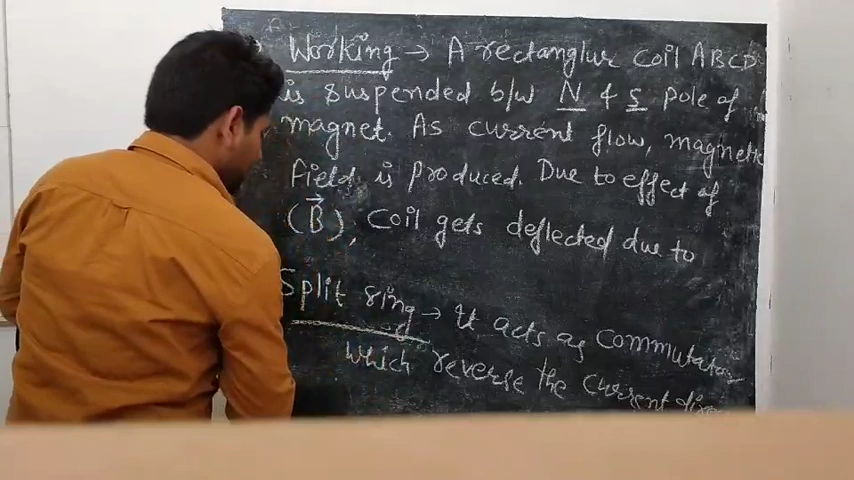 Working → A rectanglur coil ABCD
is suspended b/w N & S pole of
magnet. As current flow, magnetic
Field is Produced. Due to effect of
(B⃗), Coil gets deflected due to
Split ring → It acts as Commutator
which reverse the current